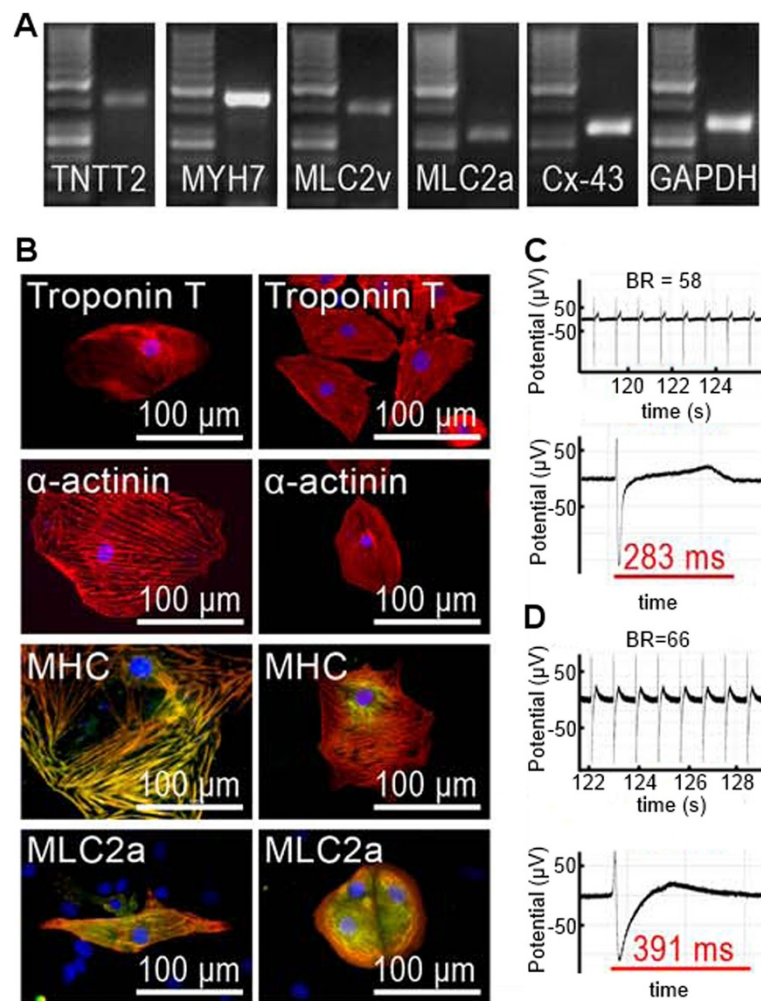 A
TNTT2 MYH7 MLC2v MLC2a Cx-43 GAPDH
B
Troponin T Troponin T
100 µm 100 µm
α-actinin α-actinin
100 µm 100 µm
MHC MHC
100 µm 100 µm
MLC2a MLC2a
100 µm 100 µm
C
BR = 58
Potential (µV)
50
-50
120 122 124
time (s)
Potential (µV)
50
-50
283 ms
time
D
BR=66
Potential (µV)
50
-50
122 124 126 128
time (s)
Potential (µV)
50
-50
391 ms
time